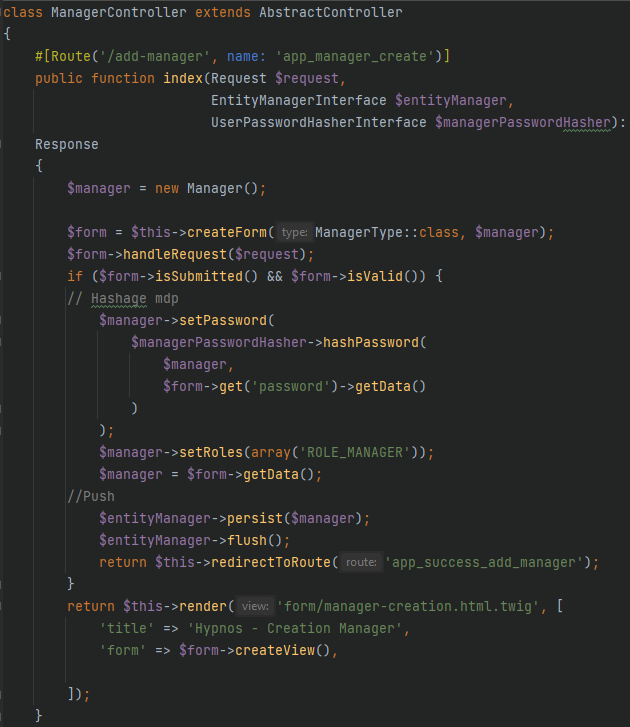 class ManagerController extends AbstractController
{
    #[Route('/add-manager', name: 'app_manager_create')]
    public function index(Request $request,
                          EntityManagerInterface $entityManager,
                          UserPasswordHasherInterface $managerPasswordHasher):
    Response
    {
        $manager = new Manager();
        $form = $this->createForm( type: ManagerType::class, $manager);
        $form->handleRequest($request);
        if ($form->isSubmitted() && $form->isValid()) {
        // Hashage mdp
            $manager->setPassword(
                $managerPasswordHasher->hashPassword(
                    $manager,
                    $form->get('password')->getData()
                )
            );
            $manager->setRoles(array('ROLE_MANAGER'));
            $manager = $form->getData();
        //Push
            $entityManager->persist($manager);
            $entityManager->flush();
            return $this->redirectToRoute( route: 'app_success_add_manager');
        }
        return $this->render( view: 'form/manager-creation.html.twig', [
            'title' => 'Hypnos - Creation Manager',
            'form' => $form->createView(),
        ]);
    }